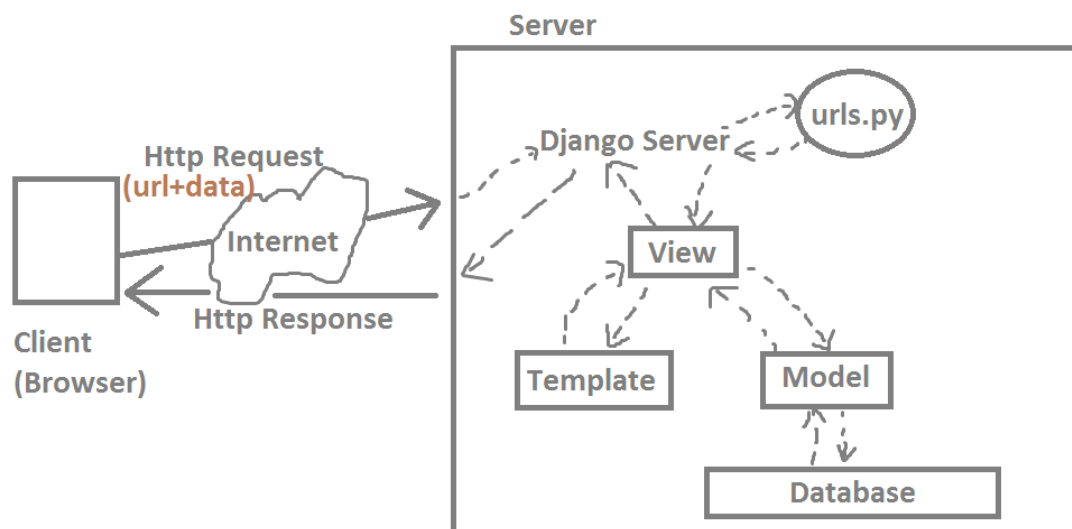 Server
urls.py
Django Server
Http Request
(url+data)
Internet
View
Http Response
Client
(Browser)
Template
Model
Database